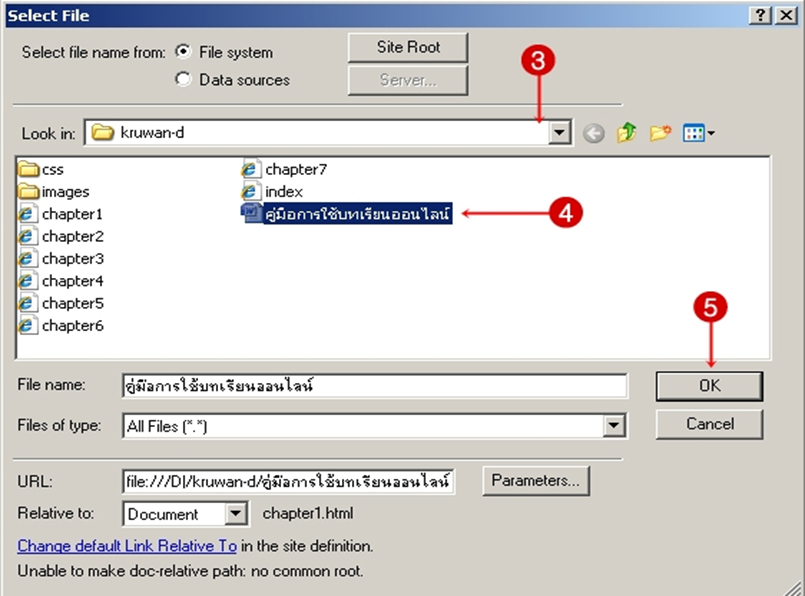 Select File
Select file name from: File system
Site Root
Data sources
Server...
3
Look in: kruwan-d
css
images
chapter1
chapter2
chapter3
chapter4
chapter5
chapter6
chapter7
index
คู่มือการใช้บทเรียนออนไลน์
4
5
File name: คู่มือการใช้บทเรียนออนไลน์
OK
Files of type: All Files (*.*)
Cancel
URL: file:///D|/kruwan-d/คู่มือการใช้บทเรียนออนไลน์
Parameters...
Relative to: Document chapter1.html
Change default Link Relative To in the site definition.
Unable to make doc-relative path: no common root.